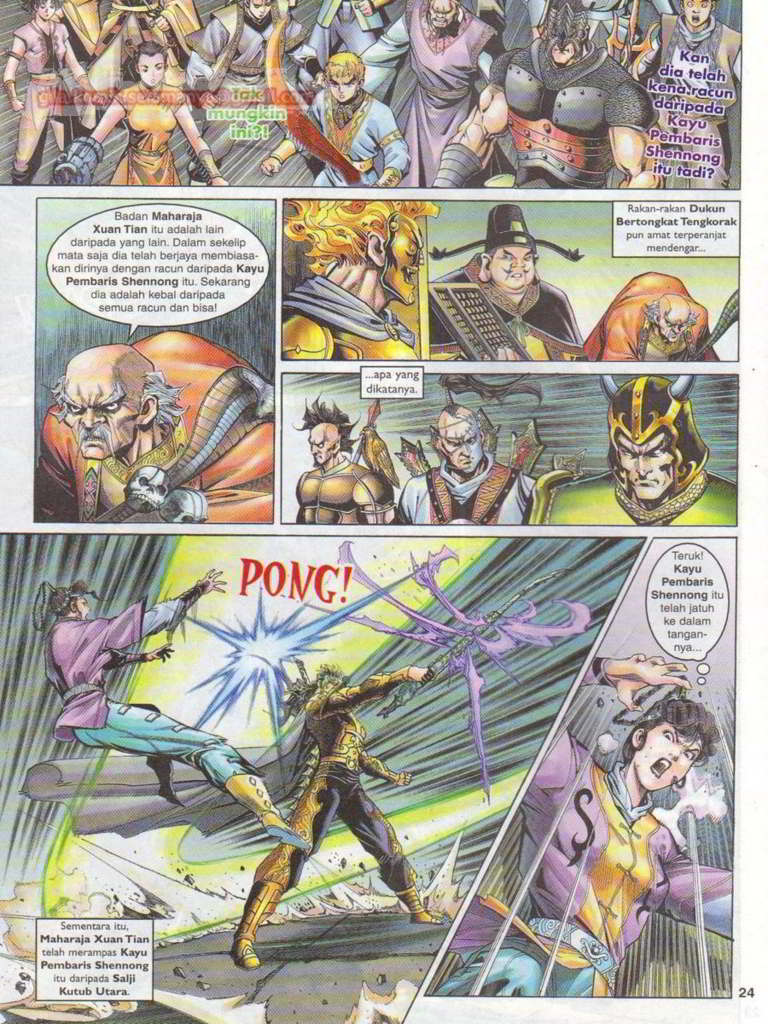 Tak
mungkin
ini?!
Kan
dia telah
kena racun
daripada
Kayu
Pembaris
Shennong
itu tadi?
Badan Maharaja
Xuan Tian itu adalah lain
daripada yang lain. Dalam sekelip
mata saja dia telah berjaya membiasa-
kan dirinya dengan racun daripada Kayu
Pembaris Shennong itu. Sekarang
dia adalah kebal daripada
semua racun dan bisa!
Rakan-rakan Dukun
Bertongkat Tengkorak
pun amat terperanjat
mendengar...
...apa yang
dikatanya.
PONG!
Teruk!
Kayu
Pembaris
Shennong itu
telah jatuh
ke dalam
tangan-
nya...
Sementara itu,
Maharaja Xuan Tian
telah merampas Kayu
Pembaris Shennong
itu daripada Salji
Kutub Utara.
24